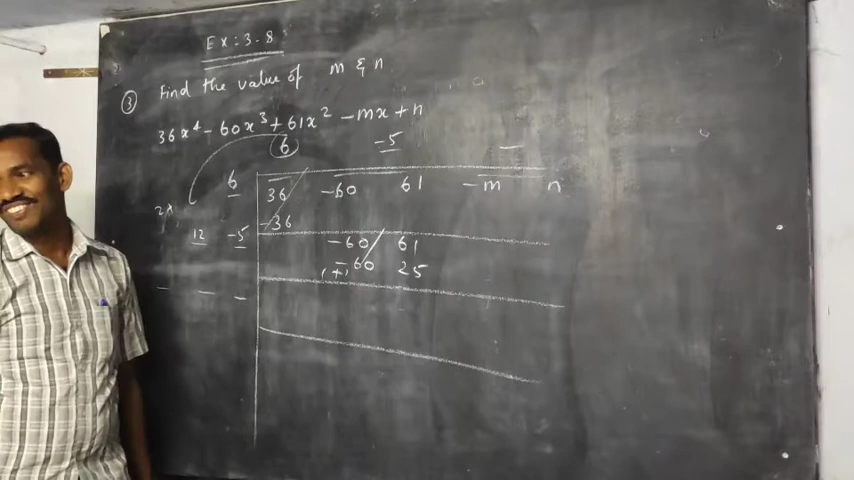 Ex: 3.8
③ Find the value of m & n
36x⁴ - 60x³ + 61x² - mx + n
6 -5 —
6 36 -60 61 -m n
2x -36
12 -5 -60 61
(+) -60 25
— — —